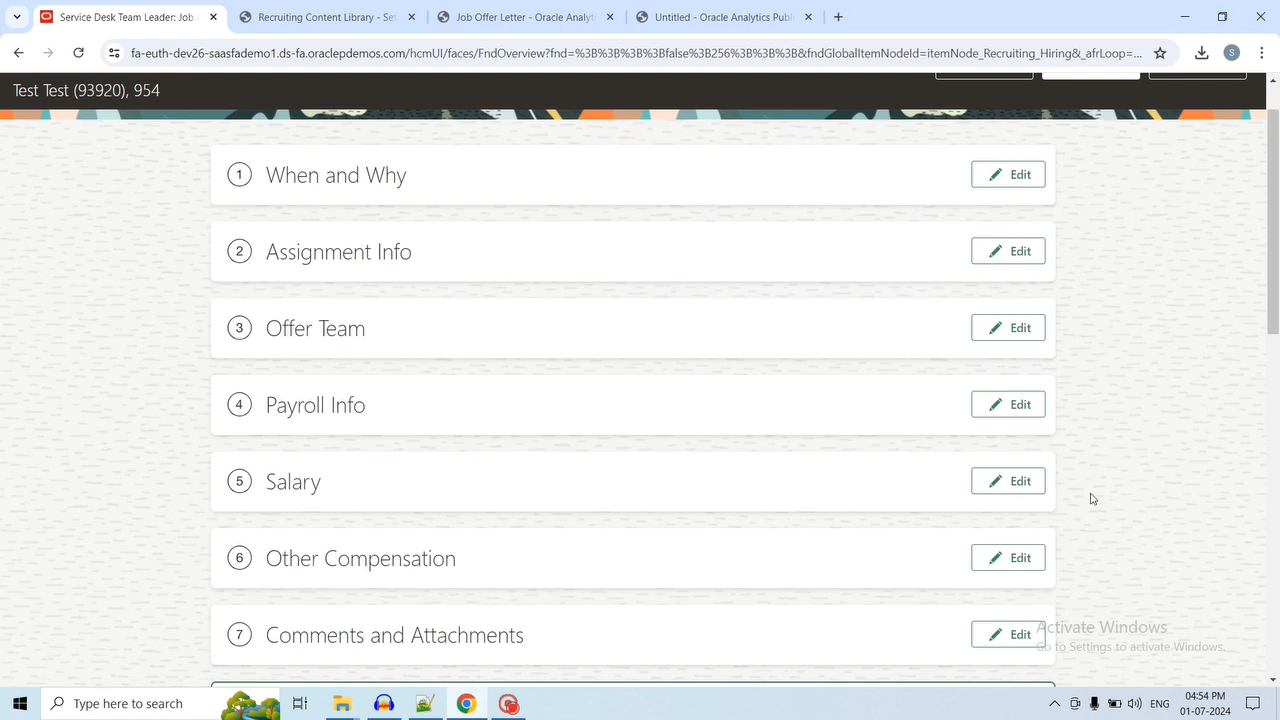 Service Desk Team Leader: Job
Recruiting Content Library - Se
Job Offer Letter - Oracle Analyt
Untitled - Oracle Analytics Publ
fa-euth-dev26-saasfademo1.ds-fa.oraclepdemos.com/hcmUI/faces/FndOverview?fnd=%3B%3B%3B%3Bfalse%3B256%3B%3B%3B&fndGlobalItemNodeId=itemNode_Recruiting_Hiring&_afrLoop=...
S
Test Test (93920), 954
1 When and Why Edit
2 Assignment Info Edit
3 Offer Team Edit
4 Payroll Info Edit
5 Salary Edit
6 Other Compensation Edit
7 Comments and Attachments Edit
Activate Windows
Go to Settings to activate Windows.
Type here to search
ENG
04:54 PM
01-07-2024